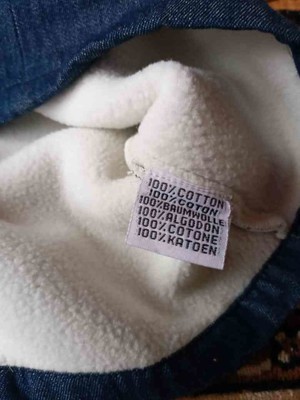 100% COTTON
100% COTON
100% BAUMWOLLE
100% ALGODON
100% COTONE
100% KATOEN